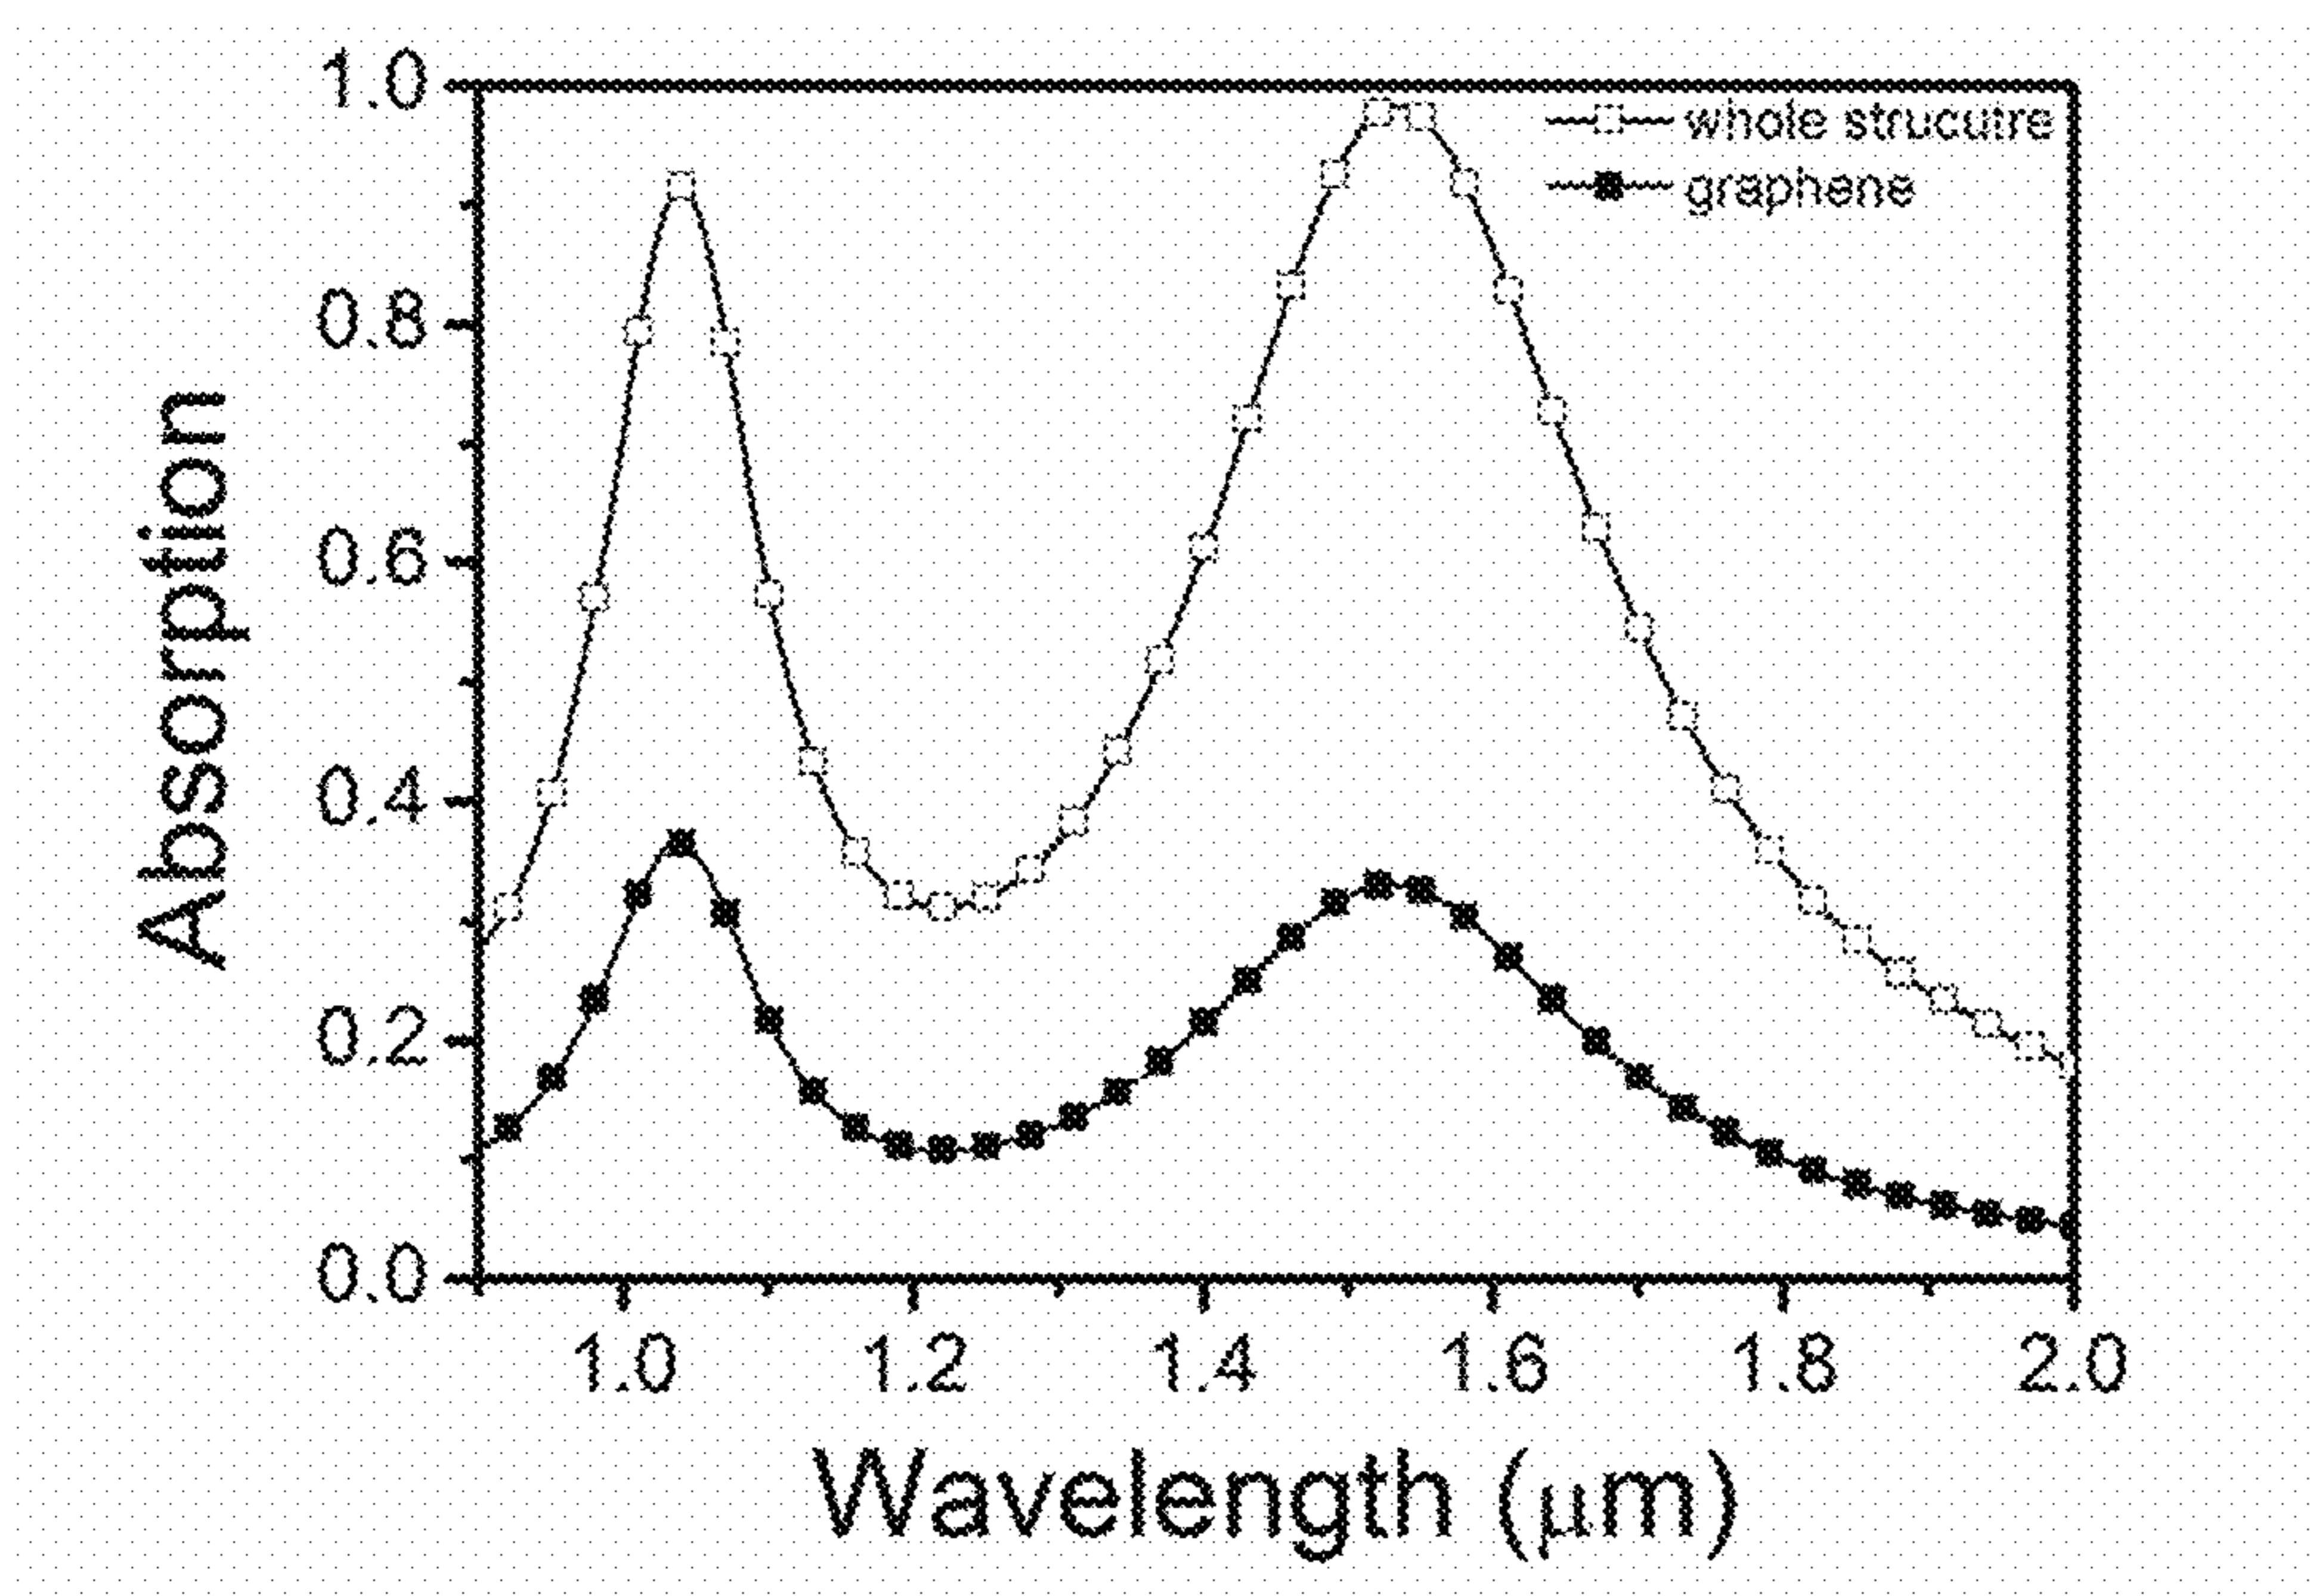 1.0
whole strucutre
graphene
0.8
0.6
0.4
0.2
0.0
Absorption
1.0 1.2 1.4 1.6 1.8 2.0
Wavelength (μm)